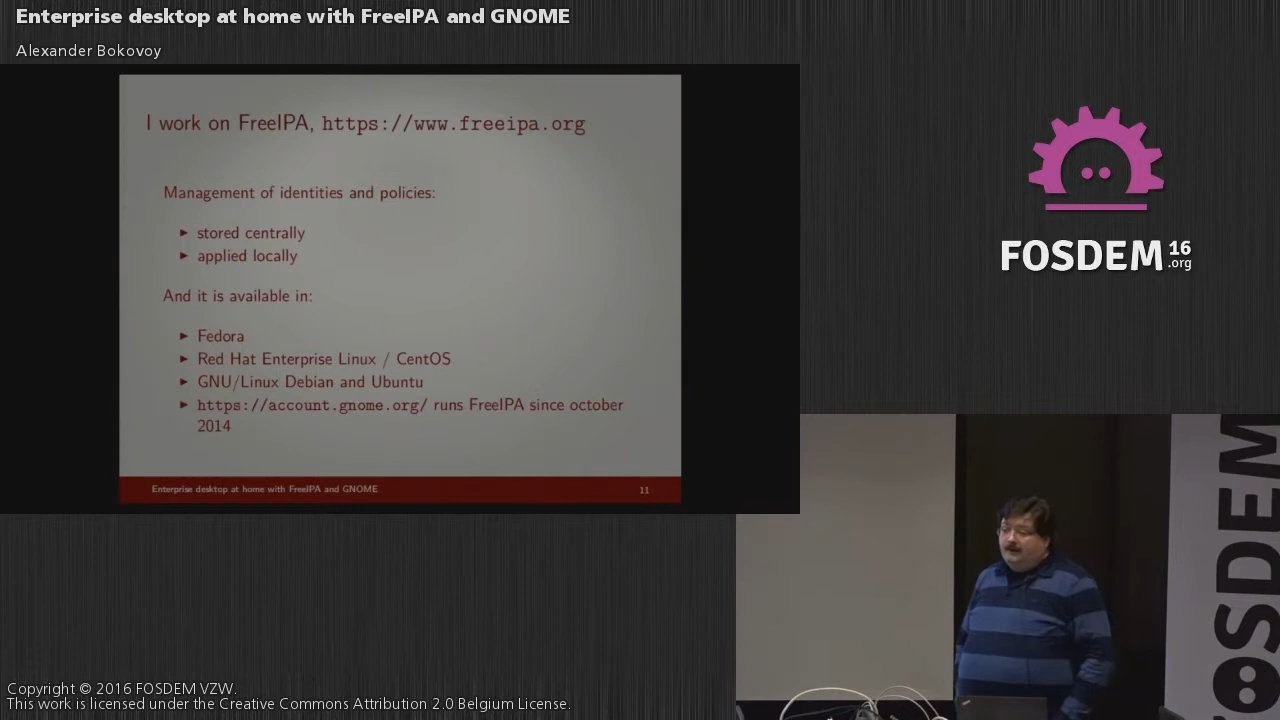 Enterprise desktop at home with FreeIPA and GNOME
Alexander Bokovoy
I work on FreeIPA, https://www.freeipa.org
Management of identities and policies:
► stored centrally
► applied locally
And it is available in:
► Fedora
► Red Hat Enterprise Linux / CentOS
► GNU/Linux Debian and Ubuntu
► https://account.gnome.org/ runs FreeIPA since october
2014
Enterprise desktop at home with FreeIPA and GNOME 11
FOSDEM 16
.org
FOSDEM
Copyright © 2016 FOSDEM VZW.
This work is licensed under the Creative Commons Attribution 2.0 Belgium License.